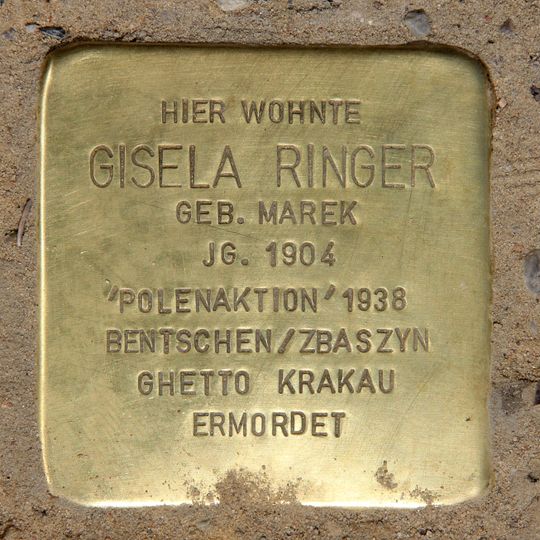 HIER WOHNTE
GISELA RINGER
GEB. MAREK
JG. 1904
'POLENAKTION' 1938
BENTSCHEN/ZBASZYN
GHETTO KRAKAU
ERMORDET